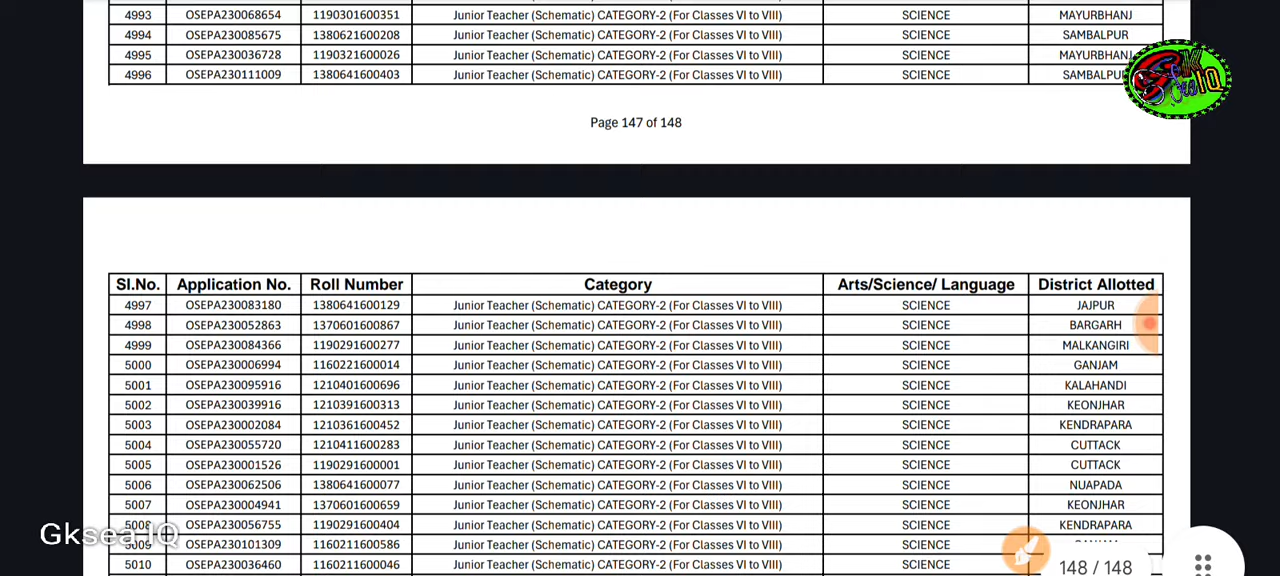 4993 OSEPA230068654 1190301600351 Junior Teacher (Schematic) CATEGORY-2 (For Classes VI to VIII) SCIENCE MAYURBHANJ
4994 OSEPA230085675 1380621600208 Junior Teacher (Schematic) CATEGORY-2 (For Classes VI to VIII) SCIENCE SAMBALPUR
4995 OSEPA230036728 1190321600026 Junior Teacher (Schematic) CATEGORY-2 (For Classes VI to VIII) SCIENCE MAYURBHANJ
4996 OSEPA230111009 1380641600403 Junior Teacher (Schematic) CATEGORY-2 (For Classes VI to VIII) SCIENCE SAMBALPUR
Page 147 of 148
Sl.No. Application No. Roll Number Category Arts/Science/ Language District Allotted
4997 OSEPA230083180 1380641600129 Junior Teacher (Schematic) CATEGORY-2 (For Classes VI to VIII) SCIENCE JAJPUR
4998 OSEPA230052863 1370601600867 Junior Teacher (Schematic) CATEGORY-2 (For Classes VI to VIII) SCIENCE BARGARH
4999 OSEPA230084366 1190291600277 Junior Teacher (Schematic) CATEGORY-2 (For Classes VI to VIII) SCIENCE MALKANGIRI
5000 OSEPA230006994 1160221600014 Junior Teacher (Schematic) CATEGORY-2 (For Classes VI to VIII) SCIENCE GANJAM
5001 OSEPA230095916 1210401600696 Junior Teacher (Schematic) CATEGORY-2 (For Classes VI to VIII) SCIENCE KALAHANDI
5002 OSEPA230039916 1210391600313 Junior Teacher (Schematic) CATEGORY-2 (For Classes VI to VIII) SCIENCE KEONJHAR
5003 OSEPA230002084 1210361600452 Junior Teacher (Schematic) CATEGORY-2 (For Classes VI to VIII) SCIENCE KENDRAPARA
5004 OSEPA230055720 1210411600283 Junior Teacher (Schematic) CATEGORY-2 (For Classes VI to VIII) SCIENCE CUTTACK
5005 OSEPA230001526 1190291600001 Junior Teacher (Schematic) CATEGORY-2 (For Classes VI to VIII) SCIENCE CUTTACK
5006 OSEPA230062506 1380641600077 Junior Teacher (Schematic) CATEGORY-2 (For Classes VI to VIII) SCIENCE NUAPADA
5007 OSEPA230004941 1370601600659 Junior Teacher (Schematic) CATEGORY-2 (For Classes VI to VIII) SCIENCE KEONJHAR
5008 OSEPA230056755 1190291600404 Junior Teacher (Schematic) CATEGORY-2 (For Classes VI to VIII) SCIENCE KENDRAPARA
Gksea IQ
5009 OSEPA230101309 1160211600586 Junior Teacher (Schematic) CATEGORY-2 (For Classes VI to VIII) SCIENCE
5010 OSEPA230036460 1160211600046 Junior Teacher (Schematic) CATEGORY-2 (For Classes VI to VIII) SCIENCE
148 / 148